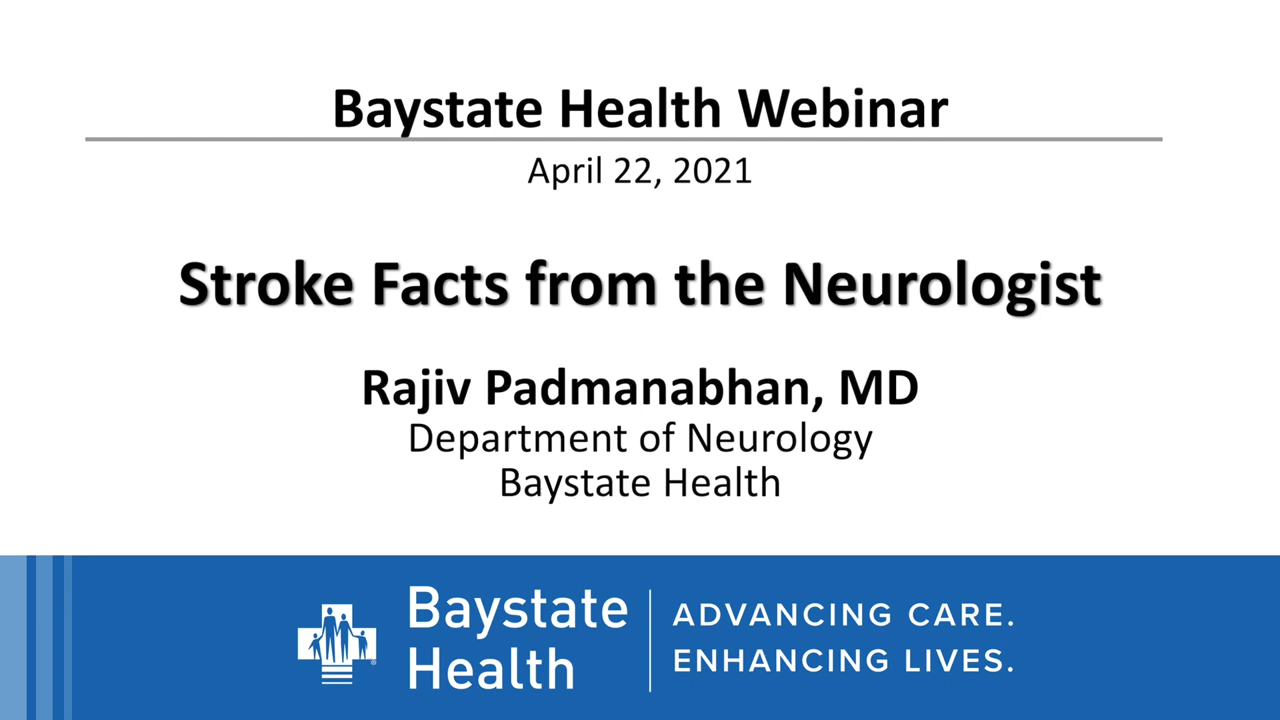 Baystate Health Webinar
April 22, 2021
Stroke Facts from the Neurologist
Rajiv Padmanabhan, MD
Department of Neurology
Baystate Health
Baystate
Health
®
ADVANCING CARE.
ENHANCING LIVES.